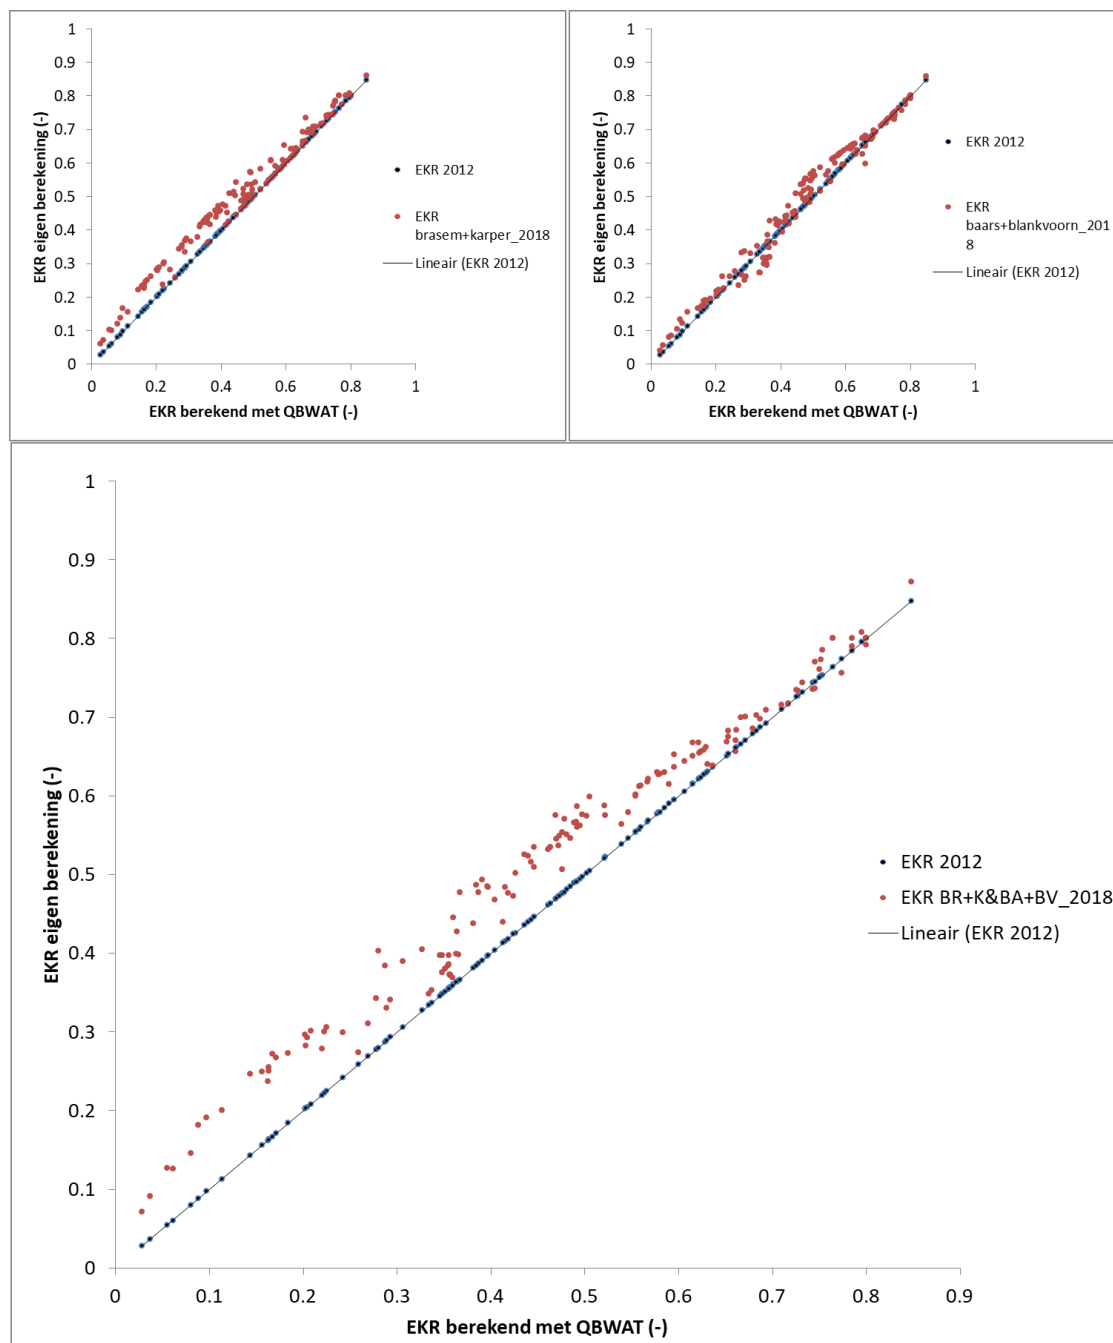 1
0.9
0.8
0.7
0.6
0.5
0.4
0.3
0.2
0.1
0
0 0.2 0.4 0.6 0.8 1
EKR eigen berekening (-)
EKR berekend met QBWAT (-)
EKR 2012
EKR
brasem+karper_2018
Lineair (EKR 2012)
1
0.9
0.8
0.7
0.6
0.5
0.4
0.3
0.2
0.1
0
0 0.2 0.4 0.6 0.8 1
EKR eigen berekening (-)
EKR berekend met QBWAT (-)
EKR 2012
EKR
baars+blankvoorn_201
8
Lineair (EKR 2012)
1
0.9
0.8
0.7
0.6
0.5
0.4
0.3
0.2
0.1
0
0 0.1 0.2 0.3 0.4 0.5 0.6 0.7 0.8 0.9
EKR eigen berekening (-)
EKR berekend met QBWAT (-)
EKR 2012
EKR BR+K&BA+BV_2018
Lineair (EKR 2012)